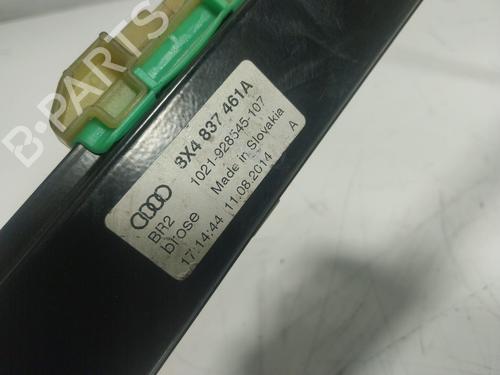 B-PARTS
3X4 837 461A
1021-928545-107
Made in Slovakia
BR2
brose
17:14:44 11.08.2014 A